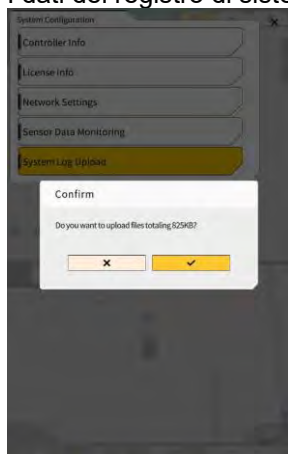 I dati del registro di siste
System Configuration
×
Controller Info
License Info
Network Settings
Sensor Data Monitoring
System Log Upload
Confirm
Do you want to upload files totaling 825KB?